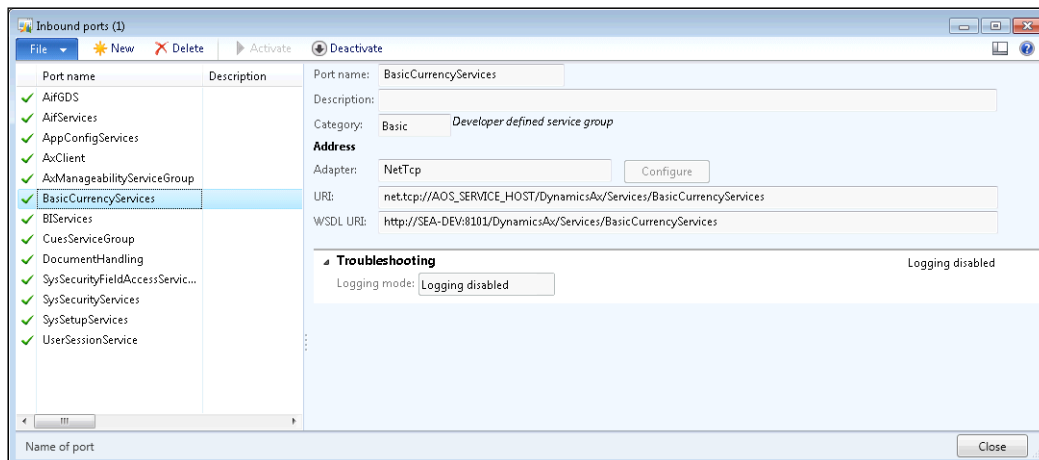 Inbound ports (1)
File New Delete Activate Deactivate
Port name Description
AifGDS
AifServices
AppConfigServices
AxClient
AxManageabilityServiceGroup
BasicCurrencyServices
BIServices
CuesServiceGroup
DocumentHandling
SysSecurityFieldAccessServic...
SysSecurityServices
SysSetupServices
UserSessionService
Port name: BasicCurrencyServices
Description:
Category: Basic Developer defined service group
Address
Adapter: NetTcp Configure
URI: net.tcp://AOS_SERVICE_HOST/DynamicsAx/Services/BasicCurrencyServices
WSDL URI: http://SEA-DEV:8101/DynamicsAx/Services/BasicCurrencyServices
Troubleshooting Logging disabled
Logging mode: Logging disabled
Name of port Close